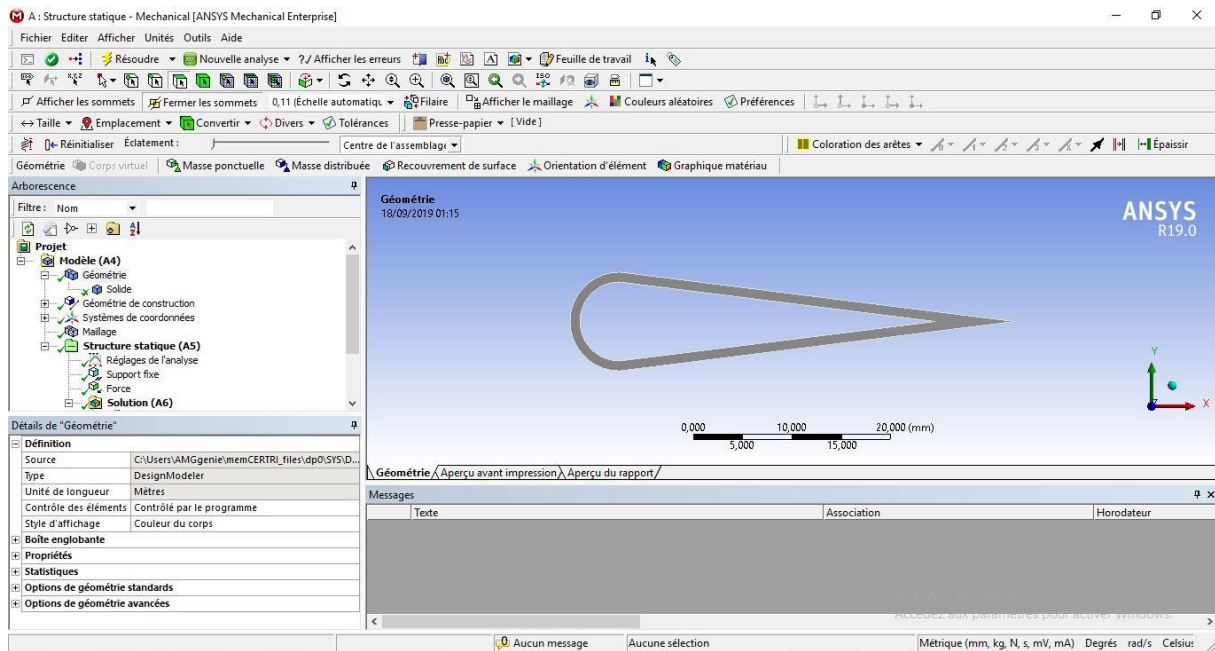 A : Structure statique - Mechanical [ANSYS Mechanical Enterprise]
Fichier Editer Afficher Unités Outils Aide
Résoudre Nouvelle analyse ?./ Afficher les erreurs A Feuille de travail
ISO
Afficher les sommets Fermer les sommets 0,11 (Échelle automatiqu Filaire Afficher le maillage Couleurs aléatoires Préférences
Taille Emplacement Convertir Divers Tolérances Presse-papier [Vide]
Réinitialiser Éclatement : Centre de l'assemblag Coloration des arêtes Épaissir
Géométrie Corps virtuel Masse ponctuelle Masse distribuée Recouvrement de surface Orientation d'élément Graphique matériau
Arborescence
Filtre : Nom
Projet
Modèle (A4)
Géométrie
Solide
Géométrie de construction
Systèmes de coordonnées
Maillage
Structure statique (A5)
Réglages de l'analyse
Support fixe
Force
Solution (A6)
Détails de "Géométrie"
Définition
Source C:\Users\AMGgenie\memCERTRI_files\dp0\SYS\D...
Type DesignModeler
Unité de longueur Mètres
Contrôle des éléments Contrôlé par le programme
Style d'affichage Couleur du corps
Boîte englobante
Propriétés
Statistiques
Options de géométrie standards
Options de géométrie avancées
Géométrie
18/09/2019 01:15
ANSYS
R19.0
Y
X
0,000 10,000 20,000 (mm)
5,000 15,000
Géométrie Aperçu avant impression Aperçu du rapport
Messages
Texte Association Horodateur
Activer Windows
Accédez aux paramètres pour activer Windows.
0 Aucun message Aucune sélection Métrique (mm, kg, N, s, mV, mA) Degrés rad/s Celsius